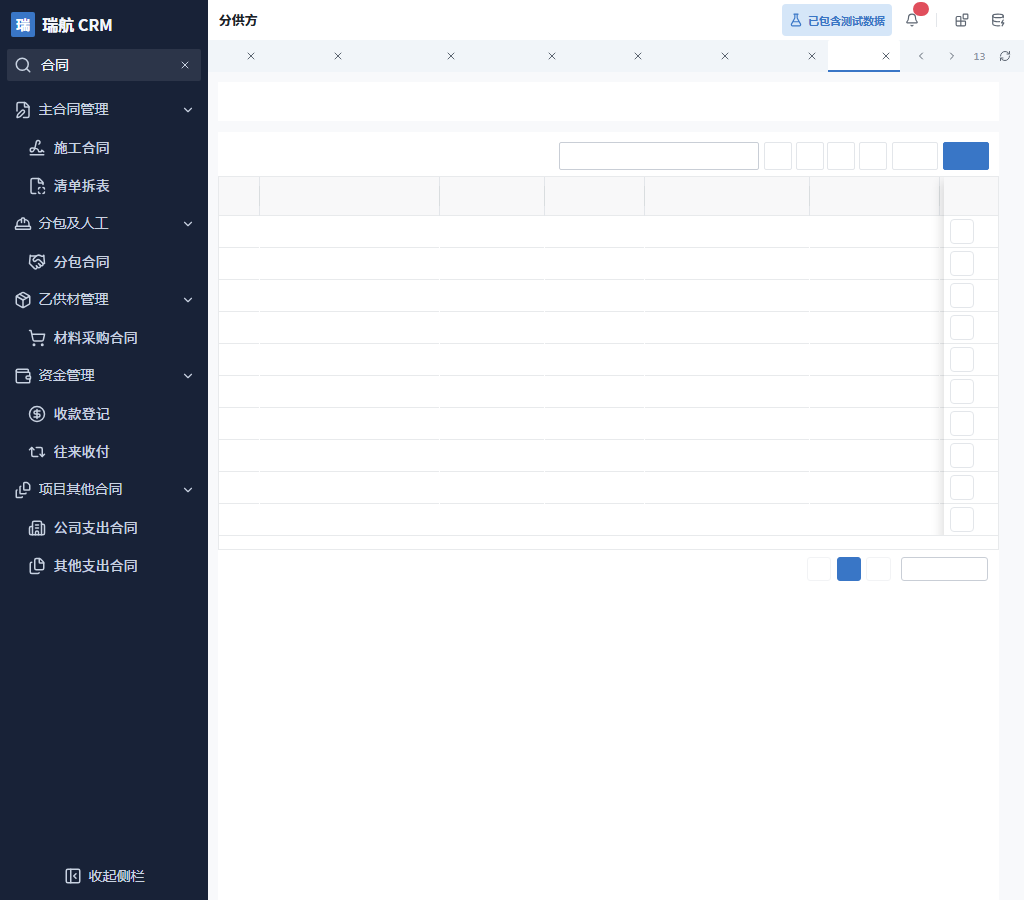 瑞 瑞航 CRM
合同
主合同管理
施工合同
清单拆表
分包及人工
分包合同
乙供材管理
材料采购合同
资金管理
收款登记
往来收付
项目其他合同
公司支出合同
其他支出合同
收起侧栏
分供方
已包含测试数据
13